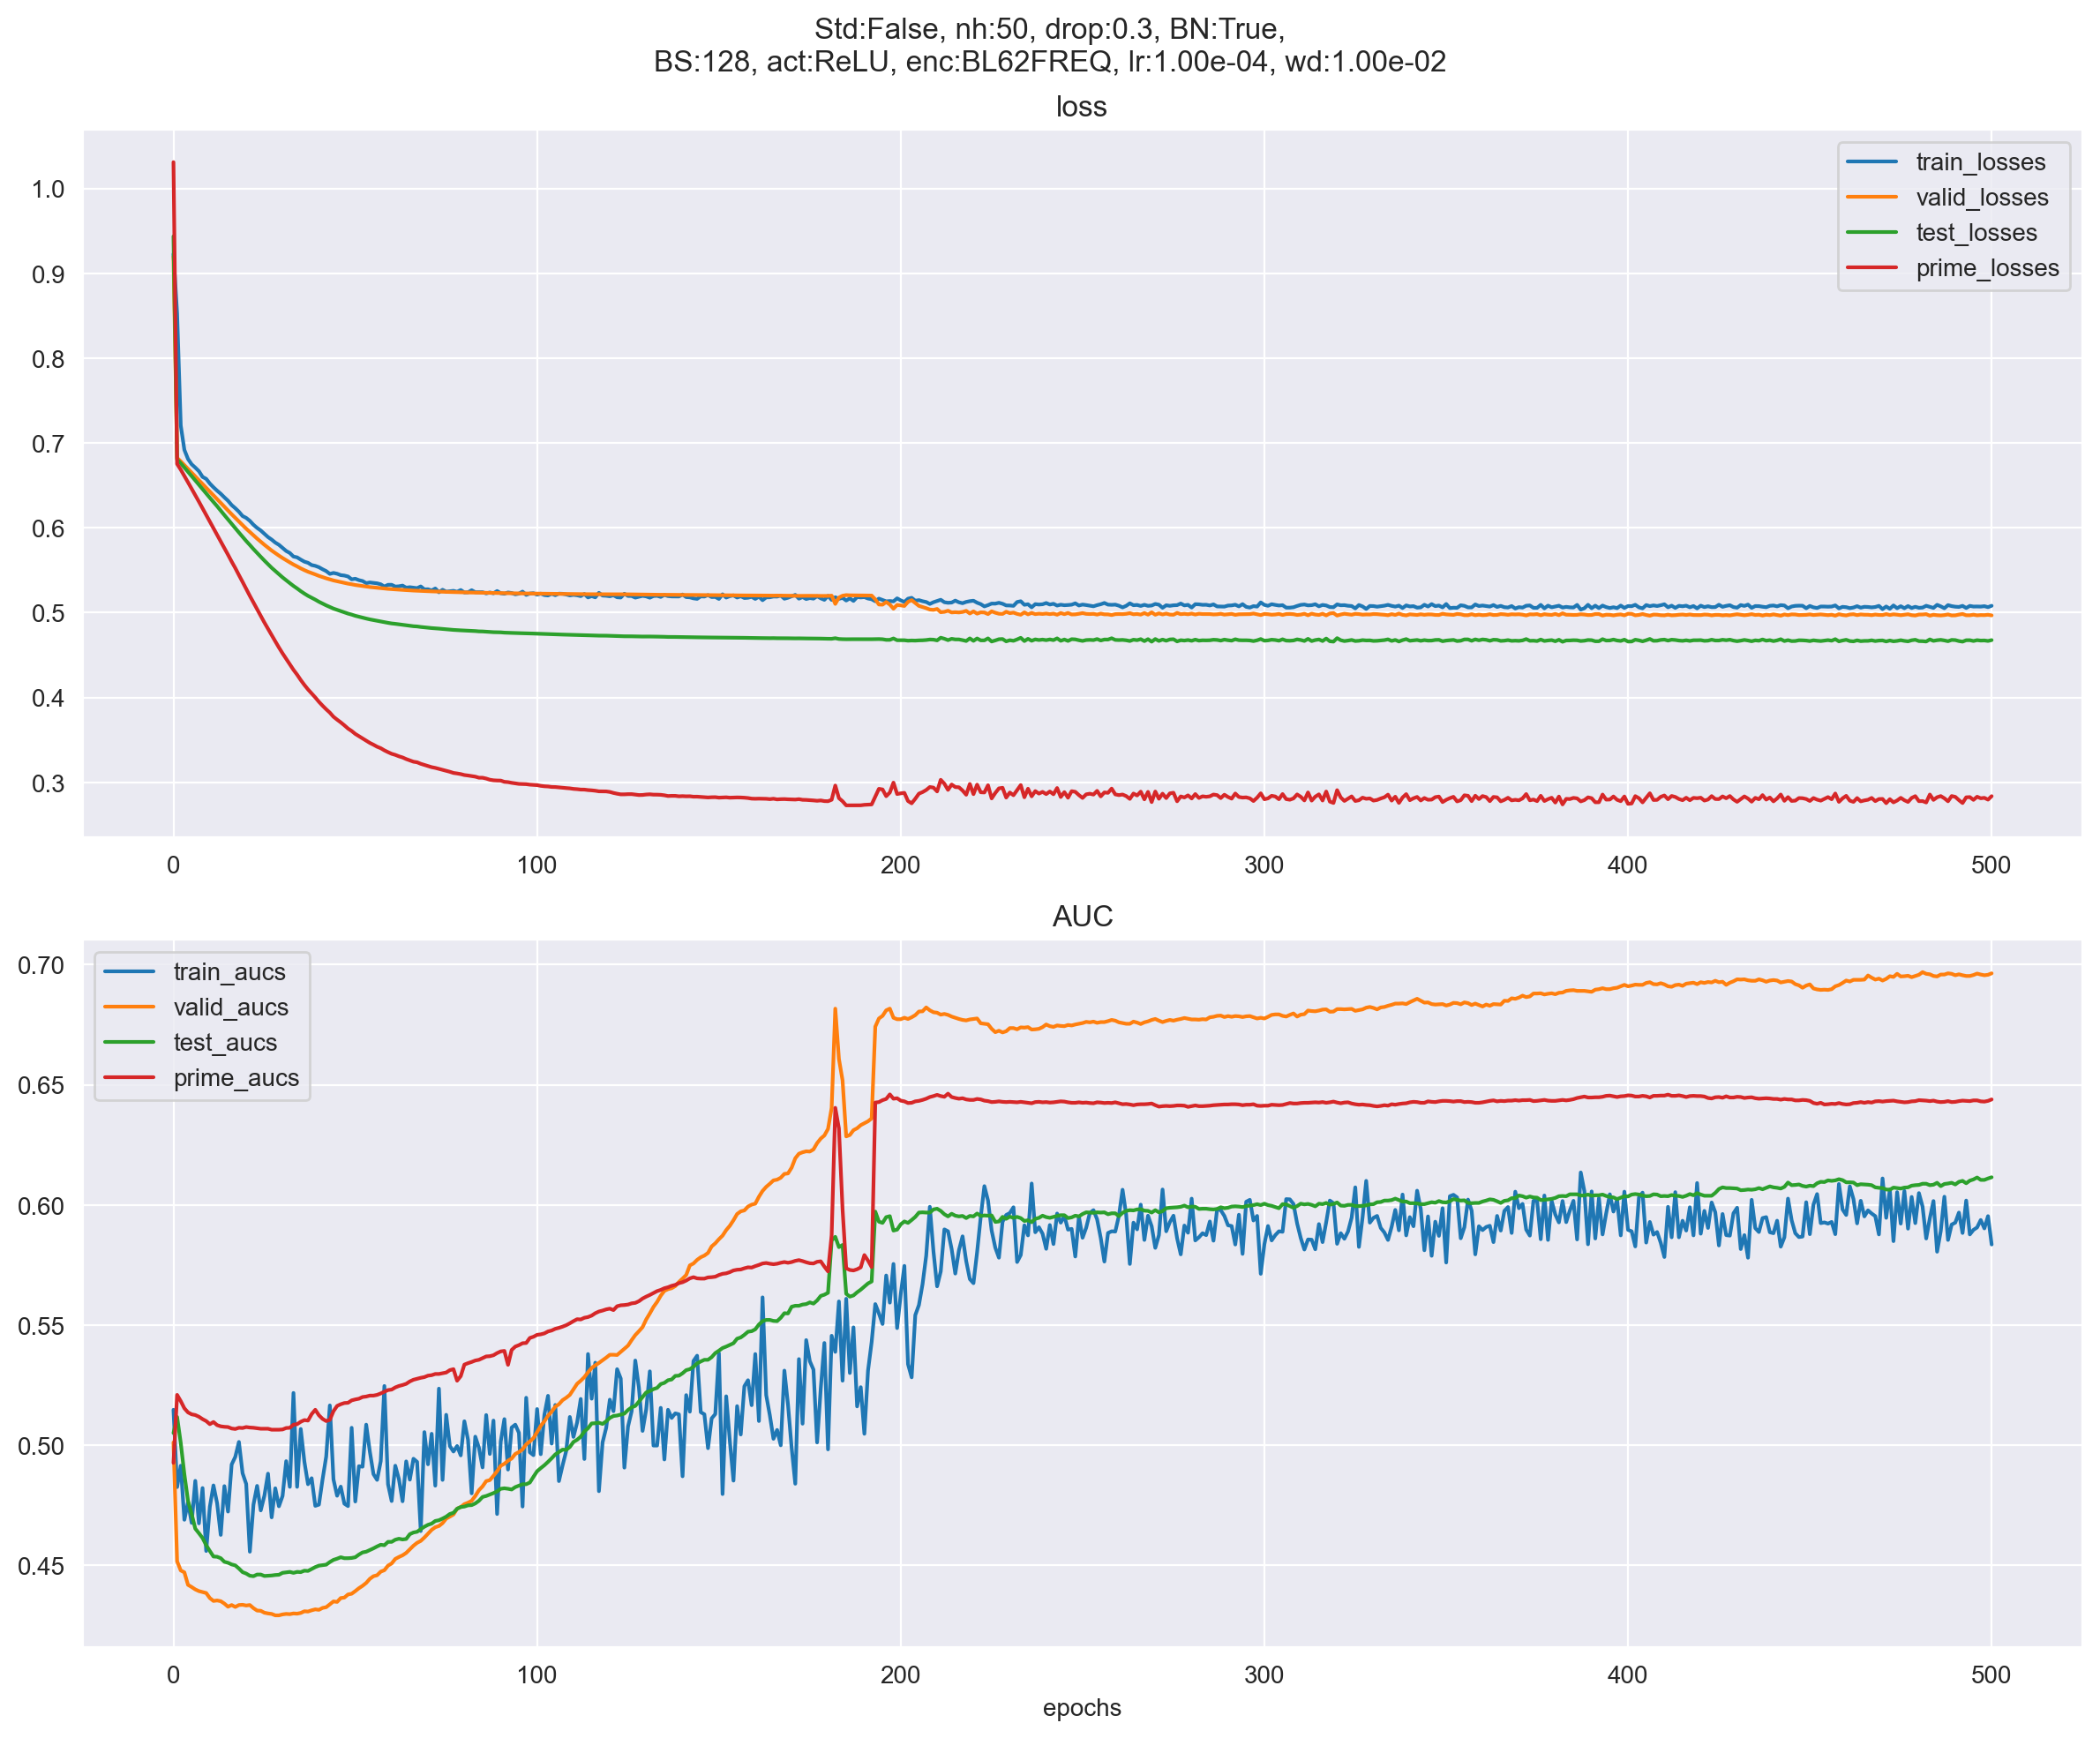 Std:False, nh:50, drop:0.3, BN:True,
BS:128, act:ReLU, enc:BL62FREQ, lr:1.00e-04, wd:1.00e-02
loss
train_losses
valid_losses
test_losses
prime_losses
1.0
0.9
0.8
0.7
0.6
0.5
0.4
0.3
0 100 200 300 400 500
AUC
train_aucs
valid_aucs
test_aucs
prime_aucs
0.70
0.65
0.60
0.55
0.50
0.45
0 100 200 300 400 500
epochs